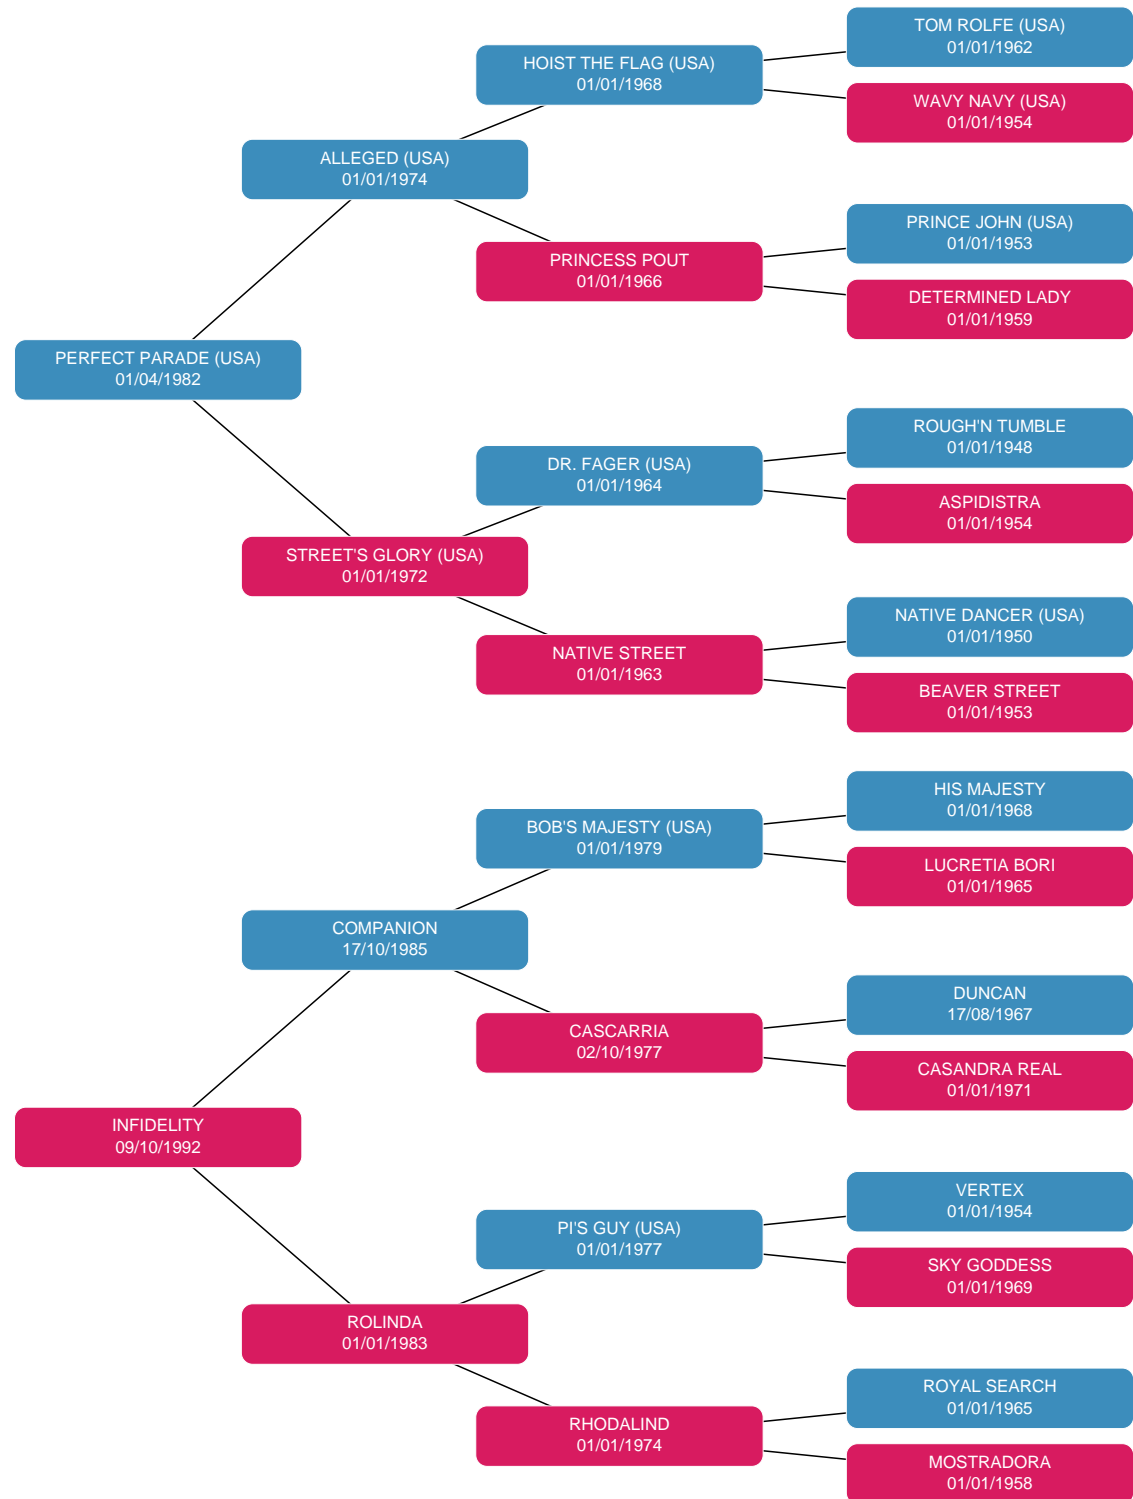 TOM ROLFE (USA)
01/01/1962
HOIST THE FLAG (USA)
01/01/1968
WAVY NAVY (USA)
01/01/1954
ALLEGED (USA)
01/01/1974
PRINCE JOHN (USA)
01/01/1953
PRINCESS POUT
01/01/1966
DETERMINED LADY
01/01/1959
PERFECT PARADE (USA)
01/04/1982
ROUGH'N TUMBLE
01/01/1948
DR. FAGER (USA)
01/01/1964
ASPIDISTRA
01/01/1954
STREET'S GLORY (USA)
01/01/1972
NATIVE DANCER (USA)
01/01/1950
NATIVE STREET
01/01/1963
BEAVER STREET
01/01/1953
HIS MAJESTY
01/01/1968
BOB'S MAJESTY (USA)
01/01/1979
LUCRETIA BORI
01/01/1965
COMPANION
17/10/1985
DUNCAN
17/08/1967
CASCARRIA
02/10/1977
CASANDRA REAL
01/01/1971
INFIDELITY
09/10/1992
VERTEX
01/01/1954
PI'S GUY (USA)
01/01/1977
SKY GODDESS
01/01/1969
ROLINDA
01/01/1983
ROYAL SEARCH
01/01/1965
RHODALIND
01/01/1974
MOSTRADORA
01/01/1958